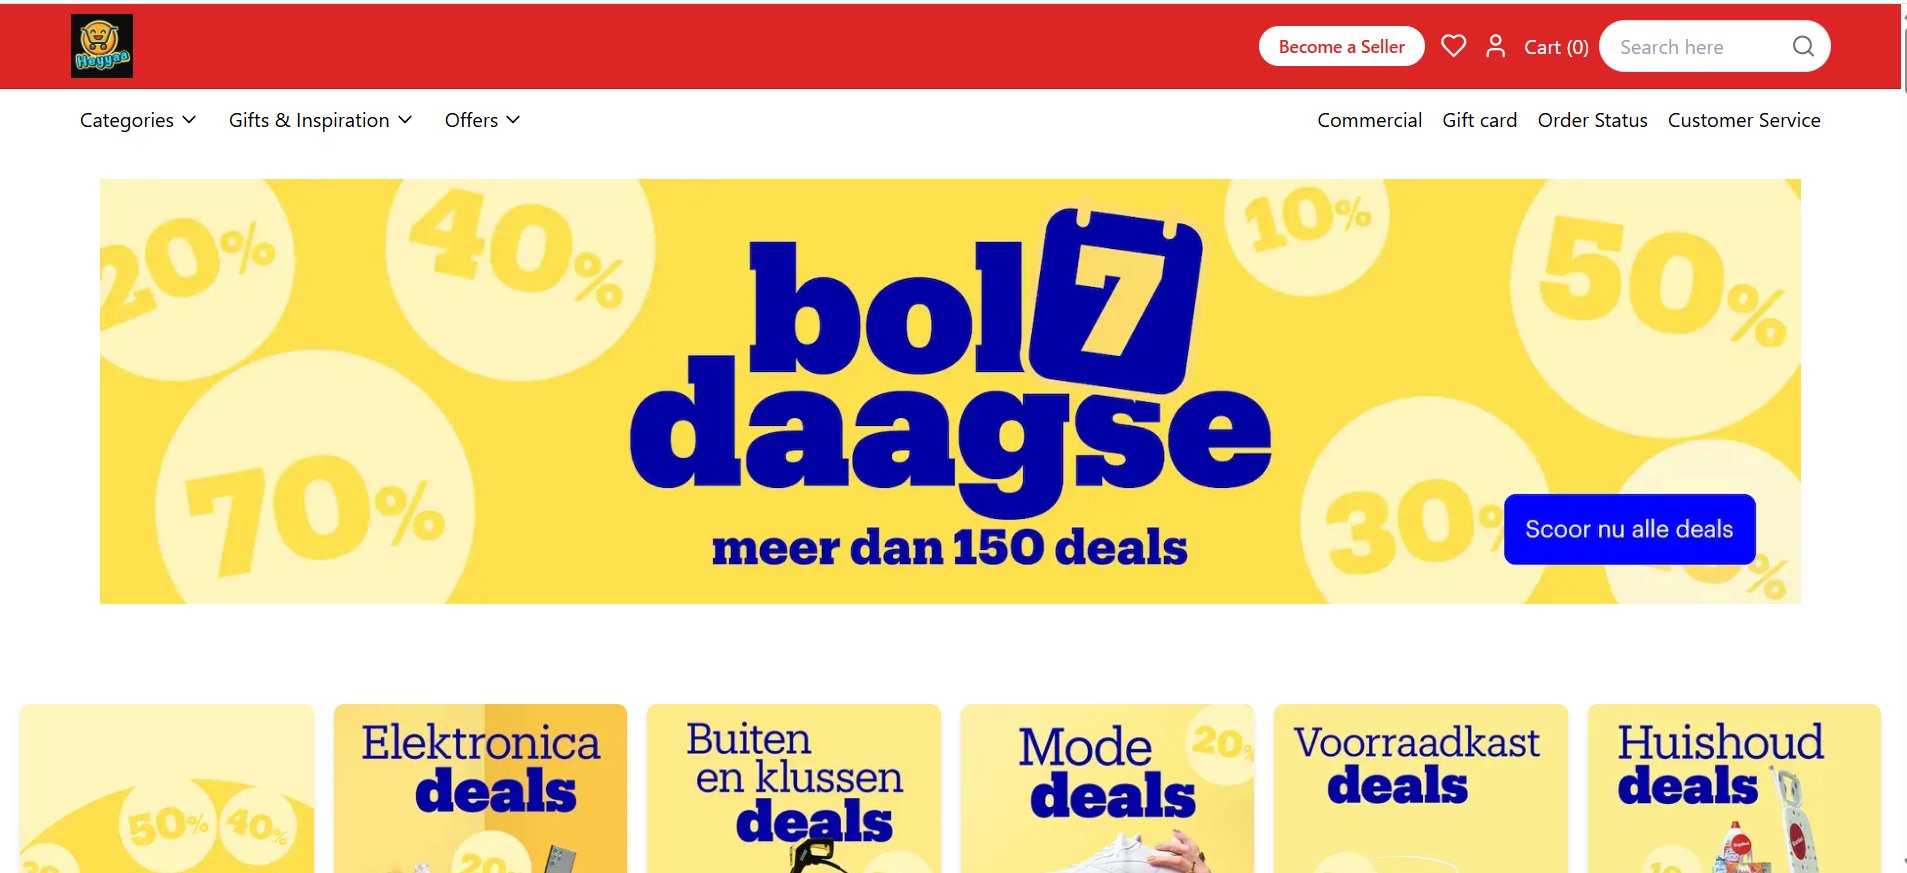 Heyyaa
Become a Seller
Cart (0)
Search here
Categories
Gifts & Inspiration
Offers
Commercial
Gift card
Order Status
Customer Service
20%
40%
10%
50%
bol 7
daagse
70%
30%
meer dan 150 deals
Scoor nu alle deals
50%
40%
Elektronica
deals
20
Buiten
en klussen
deals
Mode
deals
20%
Voorraadkast
deals
Huishoud
deals